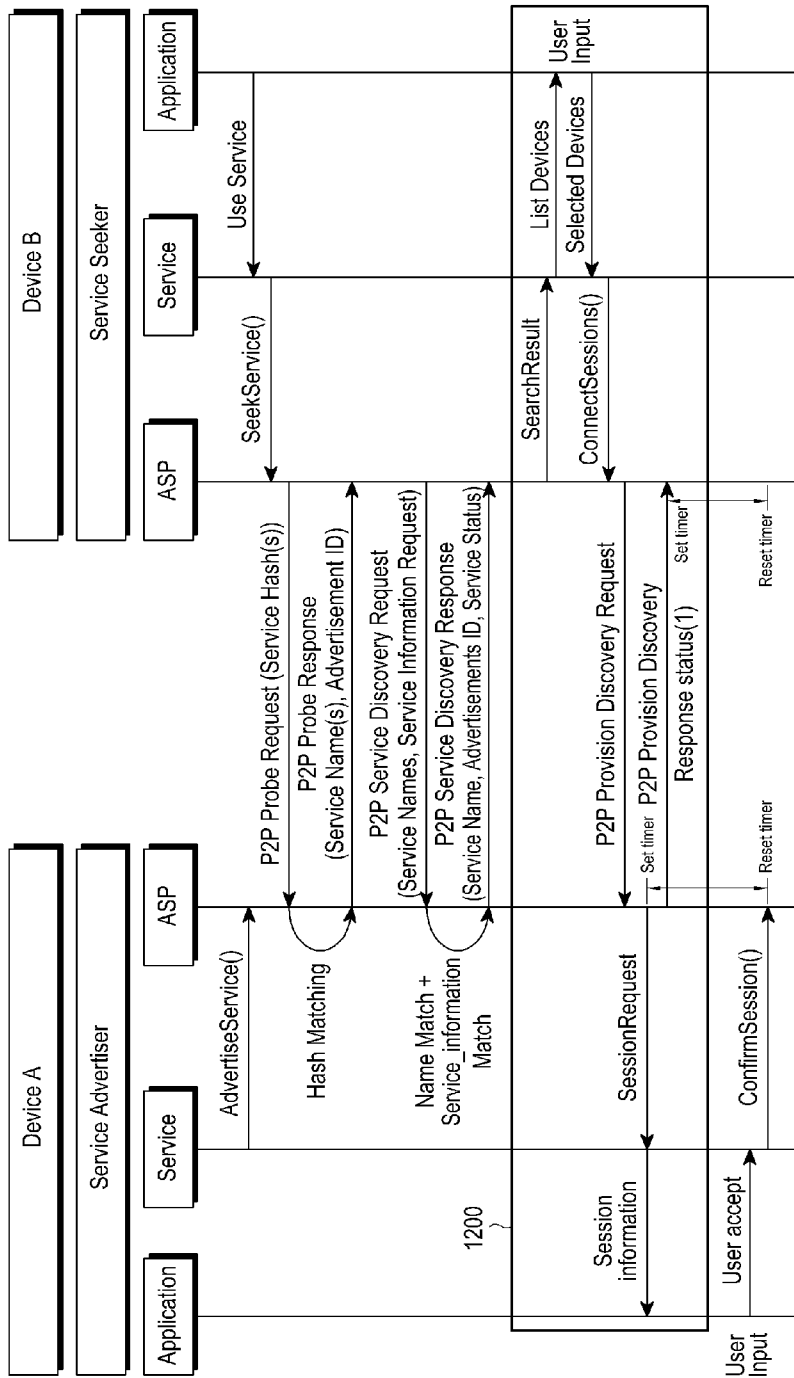 Device A
Device B
Service Advertiser
Service Seeker
Application
Service
ASP
ASP
Service
Application
AdvertiseService()
Use Service
SeekService()
P2P Probe Request (Service Hash(s))
Hash Matching
P2P Probe Response
(Service Name(s), Advertisement ID)
P2P Service Discovery Request
(Service Names, Service Information Request)
Name Match +
Service_information
Match
P2P Service Discovery Response
(Service Name, Advertisements ID, Service Status)
1200
SearchResult
List Devices
User
Input
Selected Devices
ConnectSessions()
P2P Provision Discovery Request
Session
information
SessionRequest
Set timer
P2P Provision Discovery
Response status(1)
Set timer
User
Input
User accept
ConfirmSession()
Reset timer
Reset timer